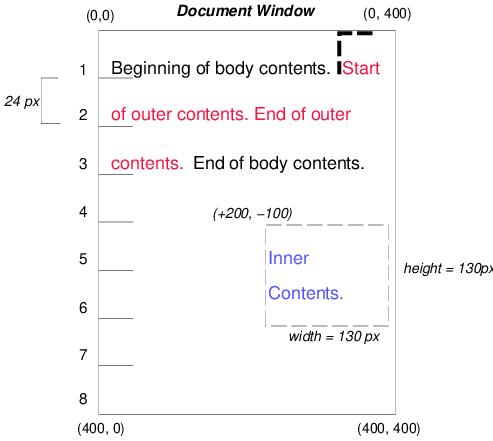 Document Window
(0,0)
(0, 400)
1
Beginning of body contents. Start
24 px
2
of outer contents. End of outer
3
contents. End of body contents.
4
(+200, −100)
5
Inner
height = 130px
6
Contents.
width = 130 px
7
8
(400, 0)
(400, 400)